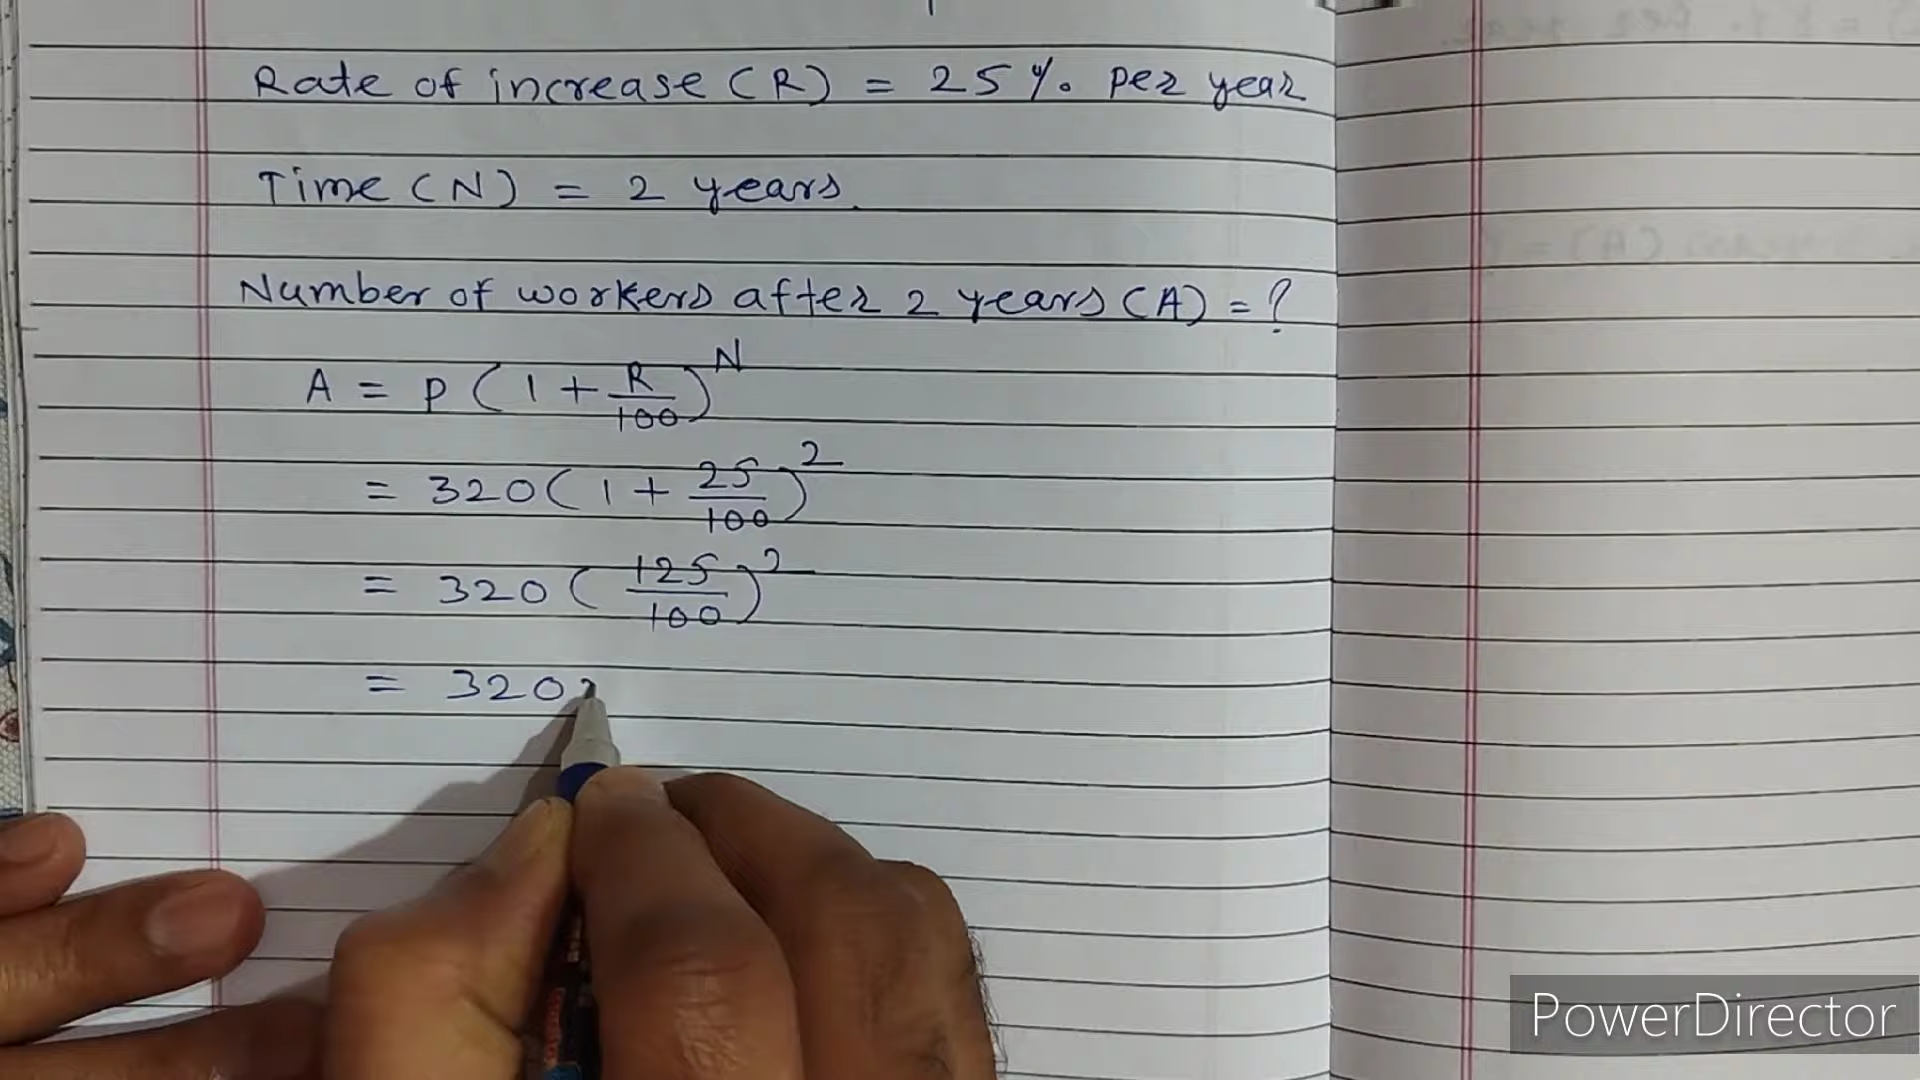 Rate of increase (R) = 25 %. per year
Time (N) = 2 years.
Number of workers after 2 years (A) = ?
A = P ( 1 + R/100 )^N
= 320 ( 1 + 25/100 )^2
= 320 ( 125/100 )^2
= 320
PowerDirector